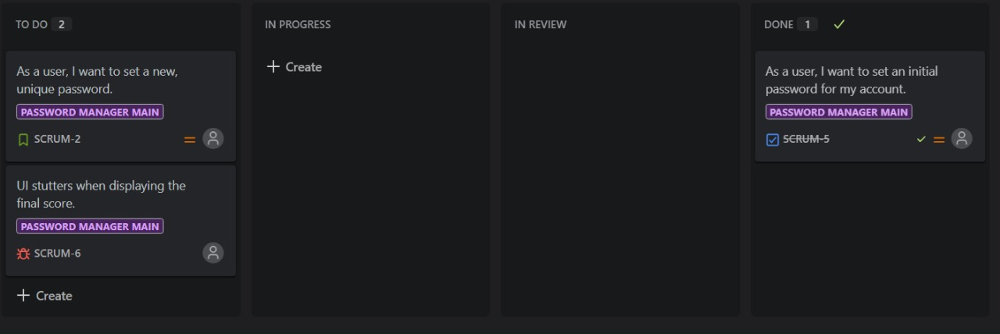 TO DO 2
As a user, I want to set a new,
unique password.
PASSWORD MANAGER MAIN
SCRUM-2
UI stutters when displaying the
final score.
PASSWORD MANAGER MAIN
SCRUM-6
Create
IN PROGRESS
Create
IN REVIEW
DONE 1
As a user, I want to set an initial
password for my account.
PASSWORD MANAGER MAIN
SCRUM-5